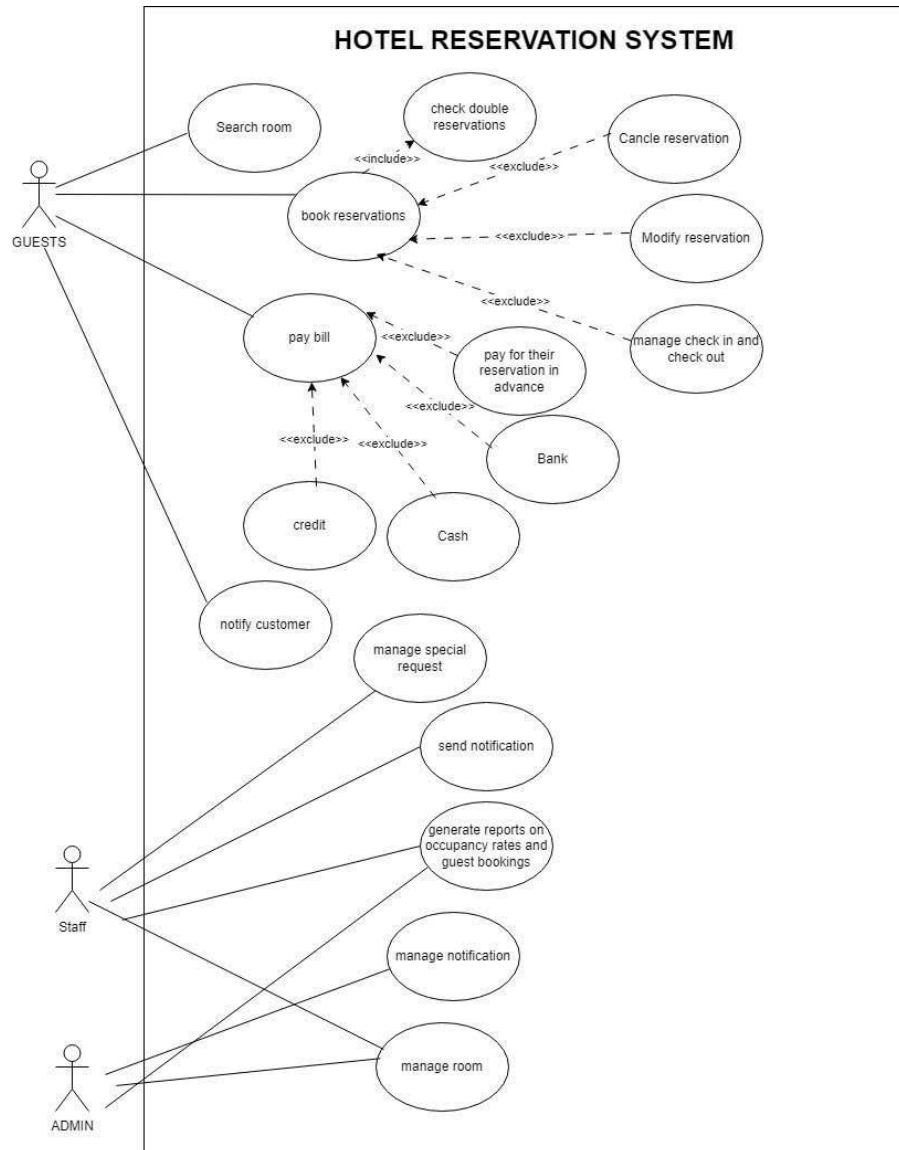 HOTEL RESERVATION SYSTEM
check double
reservations
Search room
Cancle reservation
<<include>>
<<exclude>>
GUESTS
book reservations
<<exclude>>
Modify reservation
<<exclude>>
pay bill
<<exclude>>
manage check in and
check out
pay for their
reservation in
advance
<<exclude>>
<<exclude>>
<<exclude>>
Bank
credit
Cash
notify customer
manage special
request
send notification
generate reports on
occupancy rates and
guest bookings
Staff
manage notification
manage room
ADMIN